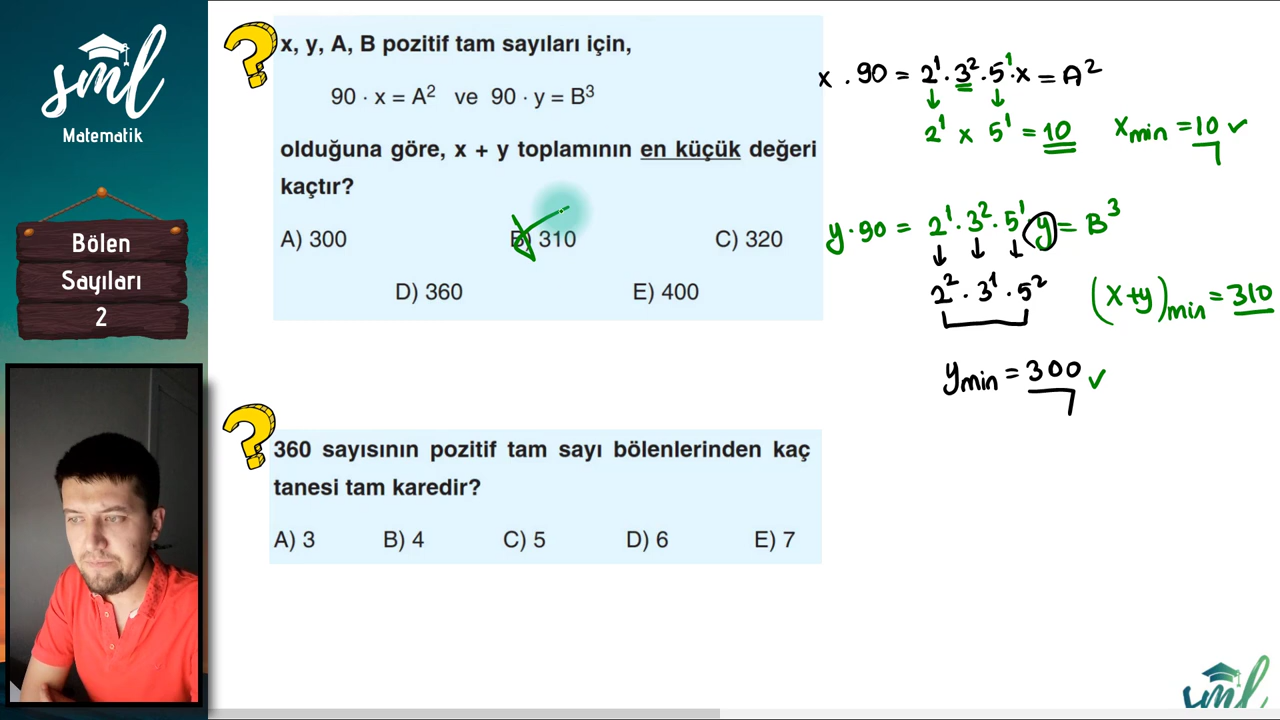 sml
Matematik
Bölen
Sayıları
2
x, y, A, B pozitif tam sayıları için,
90 · x = A² ve 90 · y = B³
olduğuna göre, x + y toplamının en küçük değeri
kaçtır?
A) 300 B) 310 C) 320
D) 360 E) 400
x . 90 = 2¹ . 3² . 5¹ . x = A²
↓ ↓
2¹ x 5¹ = 10 xmin = 10 ✓
y . 90 = 2¹ . 3² . 5¹ . y = B³
↓ ↓ ↓
2² . 3¹ . 5² (x+y)min = 310
ymin = 300 ✓
360 sayısının pozitif tam sayı bölenlerinden kaç
tanesi tam karedir?
A) 3 B) 4 C) 5 D) 6 E) 7
sml